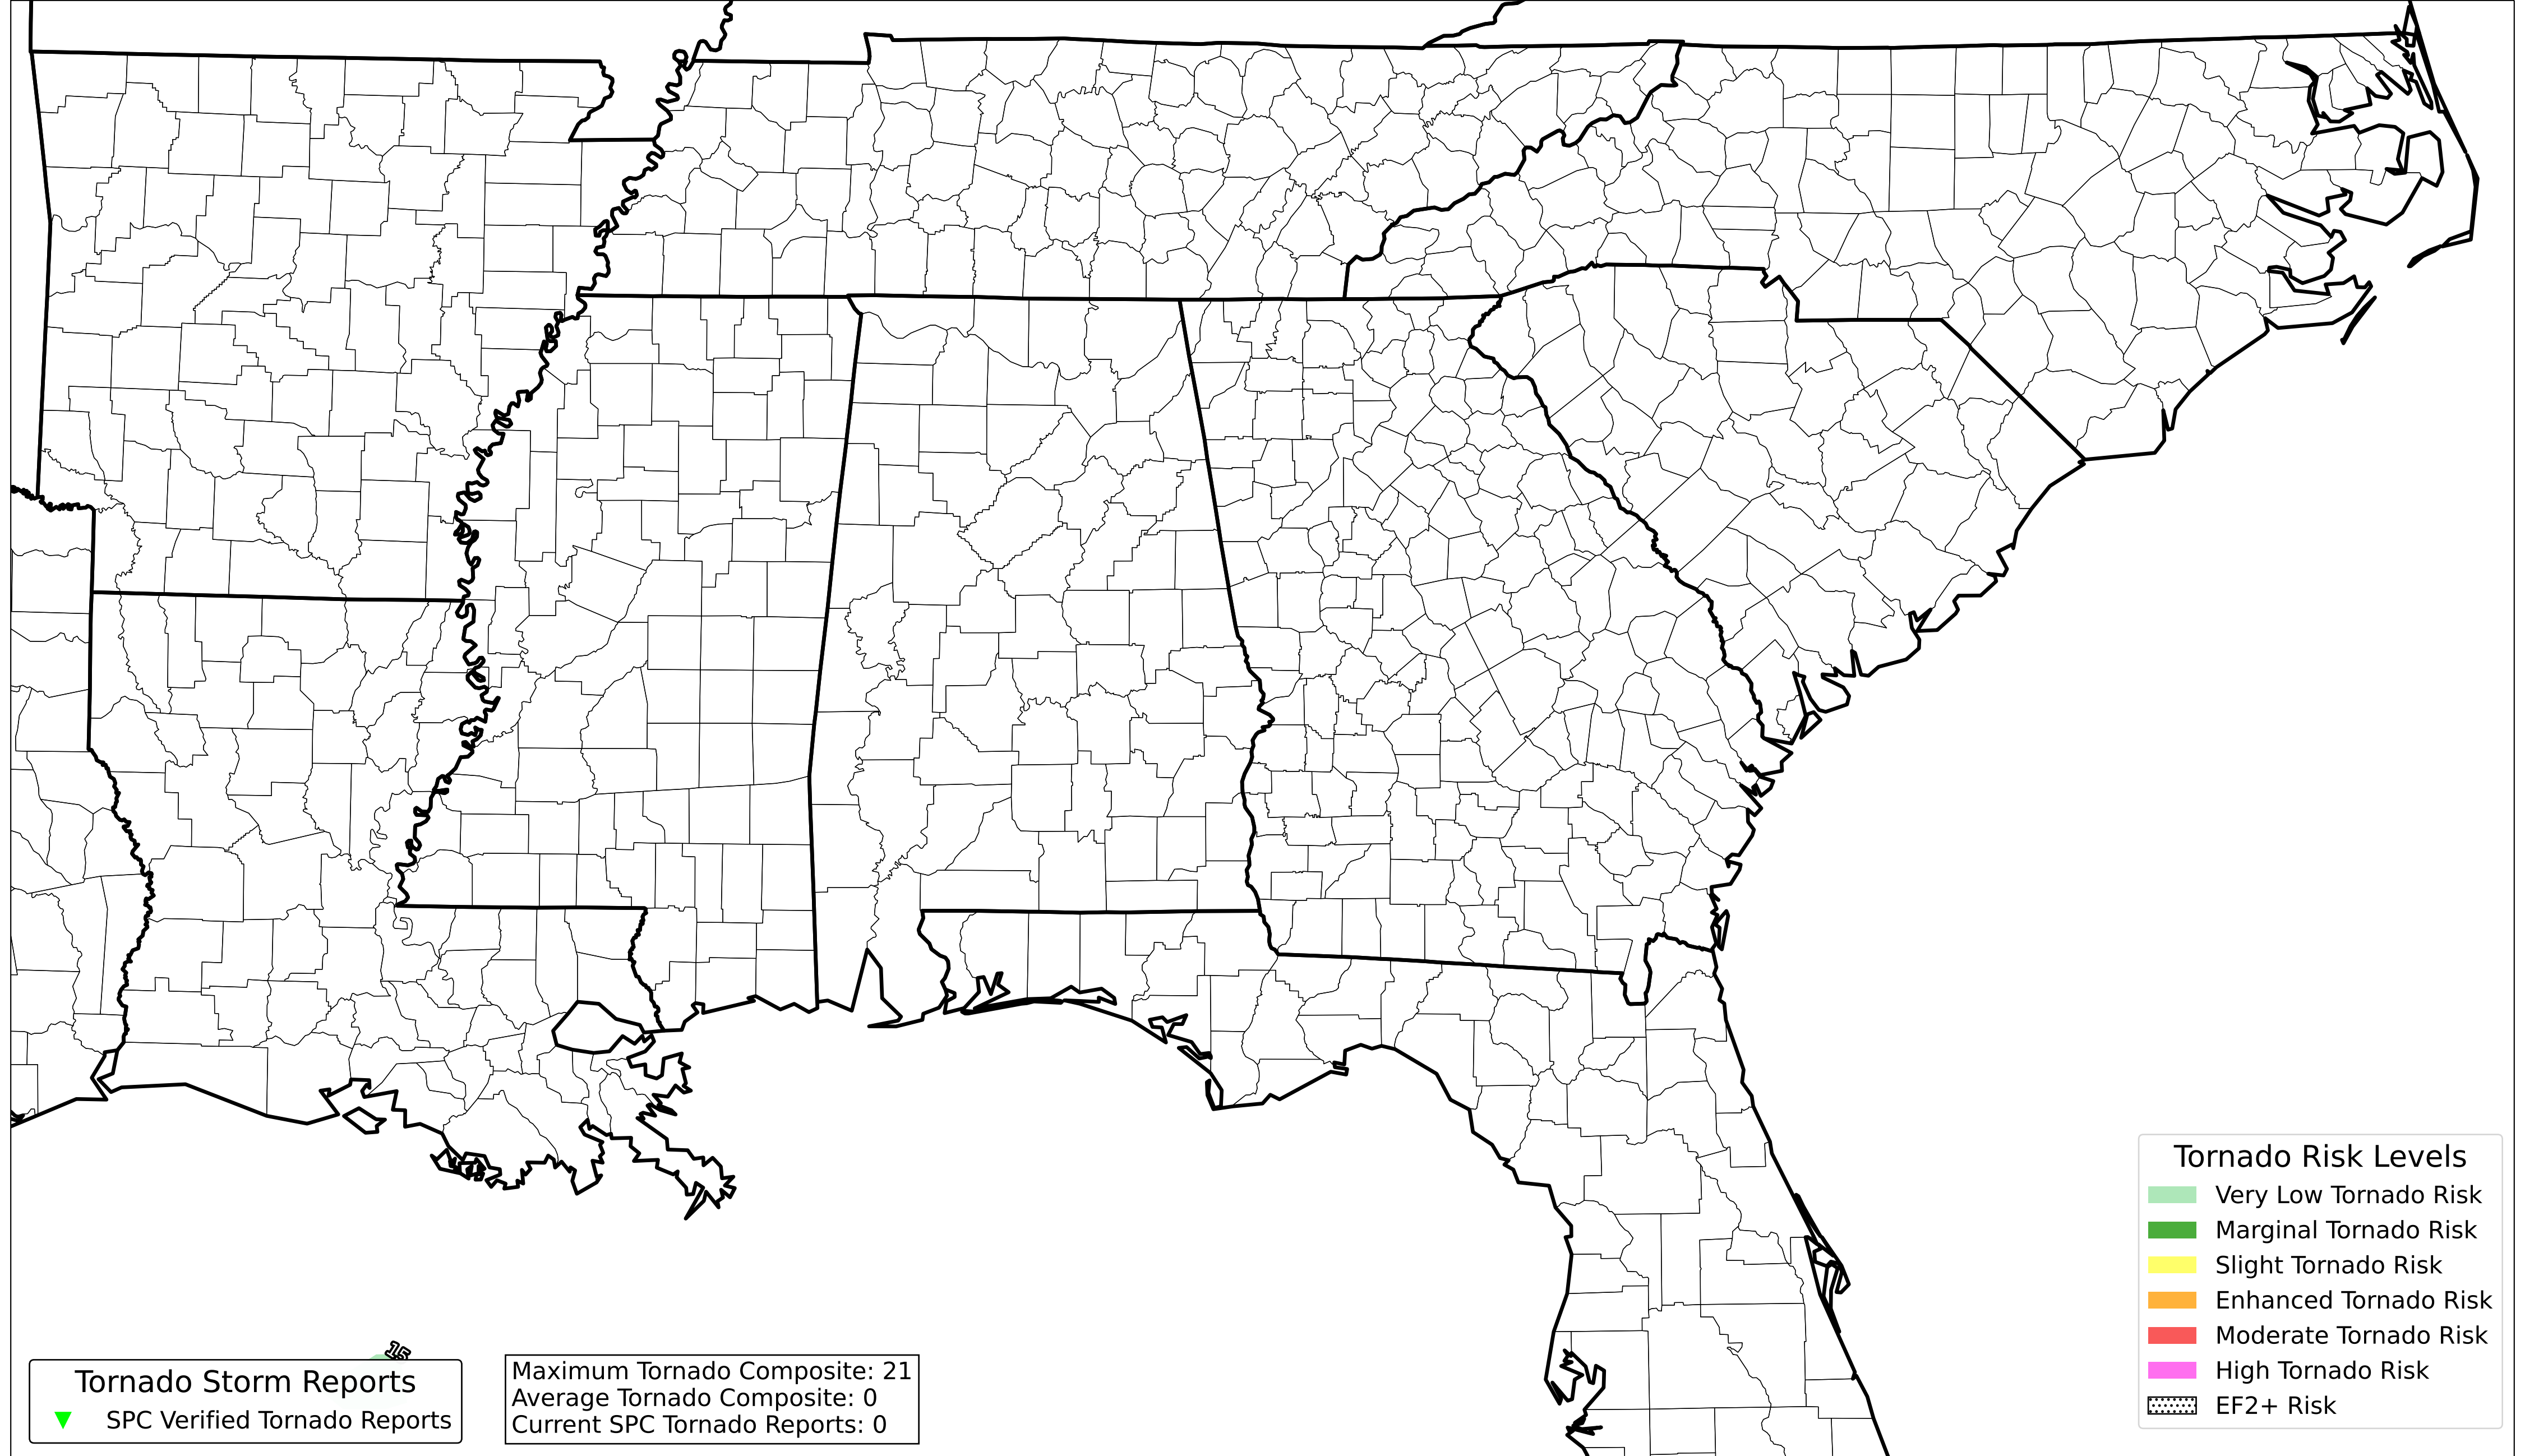 15
Tornado Storm Reports
SPC Verified Tornado Reports
Maximum Tornado Composite: 21
Average Tornado Composite: 0
Current SPC Tornado Reports: 0
Tornado Risk Levels
Very Low Tornado Risk
Marginal Tornado Risk
Slight Tornado Risk
Enhanced Tornado Risk
Moderate Tornado Risk
High Tornado Risk
EF2+ Risk